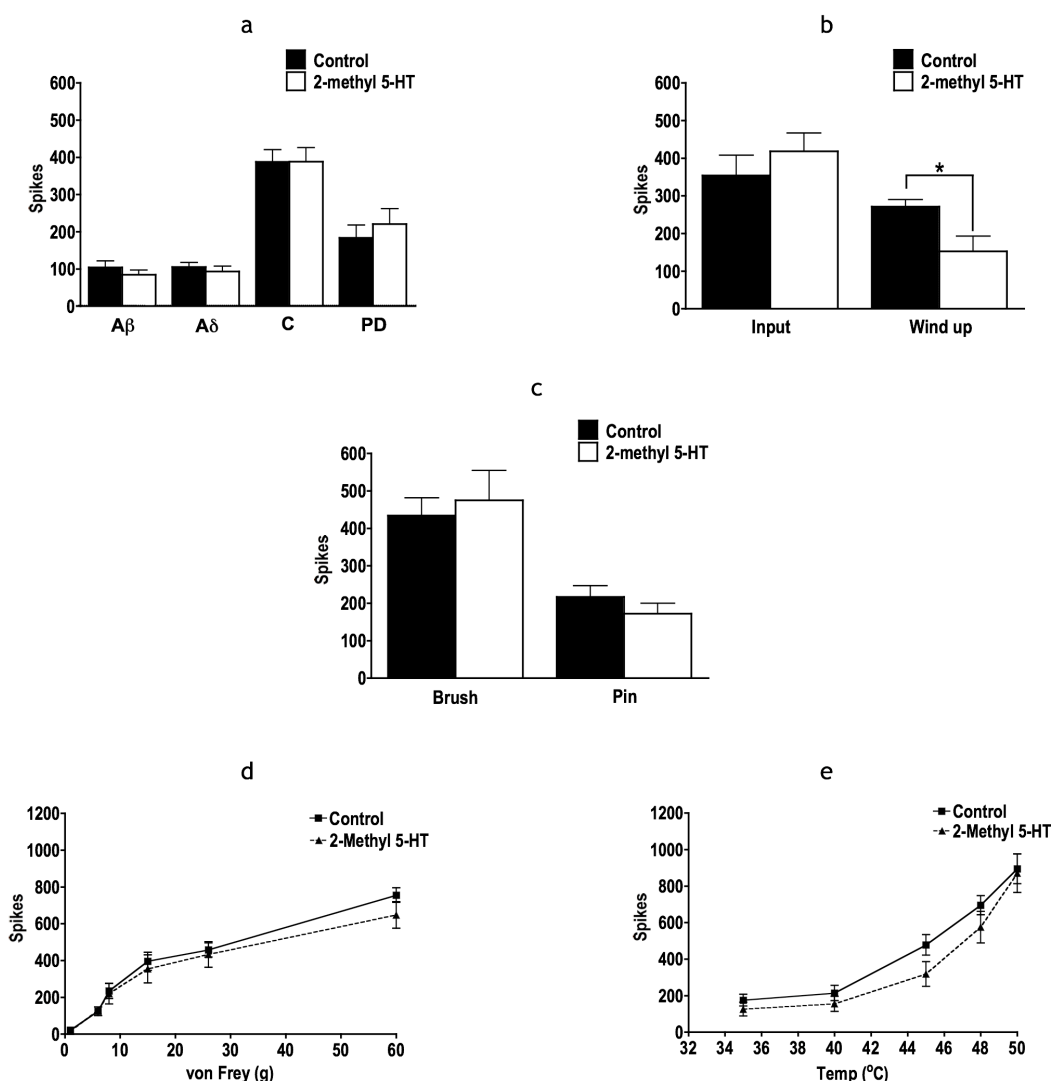 a
Control
2-methyl 5-HT
600
500
400
300
200
100
0
Spikes
Aβ Aδ C PD
b
Control
2-methyl 5-HT
600
500
400
300
200
100
0
Spikes
*
Input Wind up
c
Control
2-methyl 5-HT
600
500
400
300
200
100
0
Spikes
Brush Pin
d
Control
2-Methyl 5-HT
1200
1000
800
600
400
200
0
Spikes
0 10 20 30 40 50 60
von Frey (g)
e
Control
2-Methyl 5-HT
1200
1000
800
600
400
200
0
Spikes
32 34 36 38 40 42 44 46 48 50
Temp (°C)